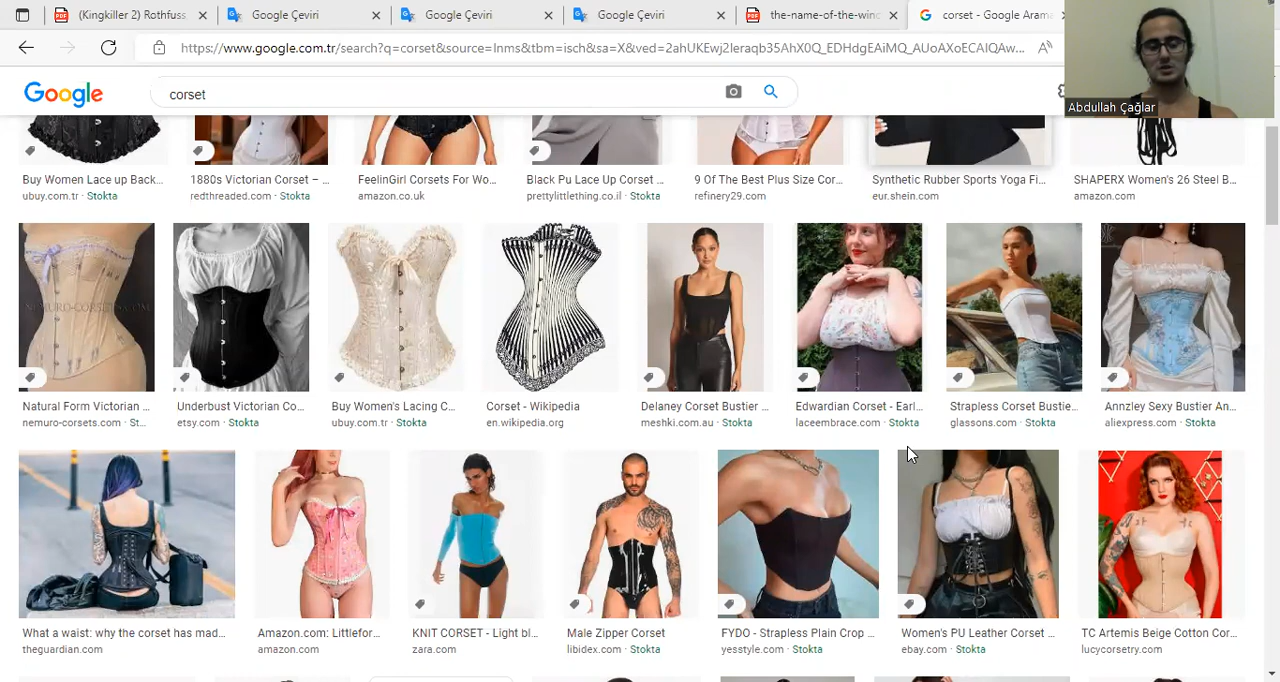 (Kingkiller 2) Rothfuss
Google Çeviri
Google Çeviri
Google Çeviri
the-name-of-the-wind
corset - Google Arama
https://www.google.com.tr/search?q=corset&source=lnms&tbm=isch&sa=X&ved=2ahUKEwj2Ieraqb35AhX0Q_EDHdgEAiMQ_AUoAXoECAIQAw...
Abdullah Çağlar
Google
corset
Buy Women Lace up Back...
ubuy.com.tr · Stokta
1880s Victorian Corset – ...
redthreaded.com · Stokta
FeelinGirl Corsets For Wo...
amazon.co.uk
Black Pu Lace Up Corset ...
prettylittlething.co.il · Stokta
9 Of The Best Plus Size Cor...
refinery29.com
Synthetic Rubber Sports Yoga Fi...
eur.shein.com
SHAPERX Women's 26 Steel B...
amazon.com
NEMURO-CORSETS.COM
Natural Form Victorian ...
nemuro-corsets.com · St...
Underbust Victorian Co...
etsy.com · Stokta
Buy Women's Lacing C...
ubuy.com.tr · Stokta
Corset - Wikipedia
en.wikipedia.org
Delaney Corset Bustier ...
meshki.com.au · Stokta
Edwardian Corset - Earl...
laceembrace.com · Stokta
Strapless Corset Bustie...
glassons.com · Stokta
Annzley Sexy Bustier An...
aliexpress.com · Stokta
What a waist: why the corset has mad...
theguardian.com
Amazon.com: Littlefor...
amazon.com
KNIT CORSET - Light bl...
zara.com
Male Zipper Corset
libidex.com · Stokta
FYDO - Strapless Plain Crop ...
yesstyle.com · Stokta
Women's PU Leather Corset ...
ebay.com · Stokta
TC Artemis Beige Cotton Cor...
lucycorsetry.com